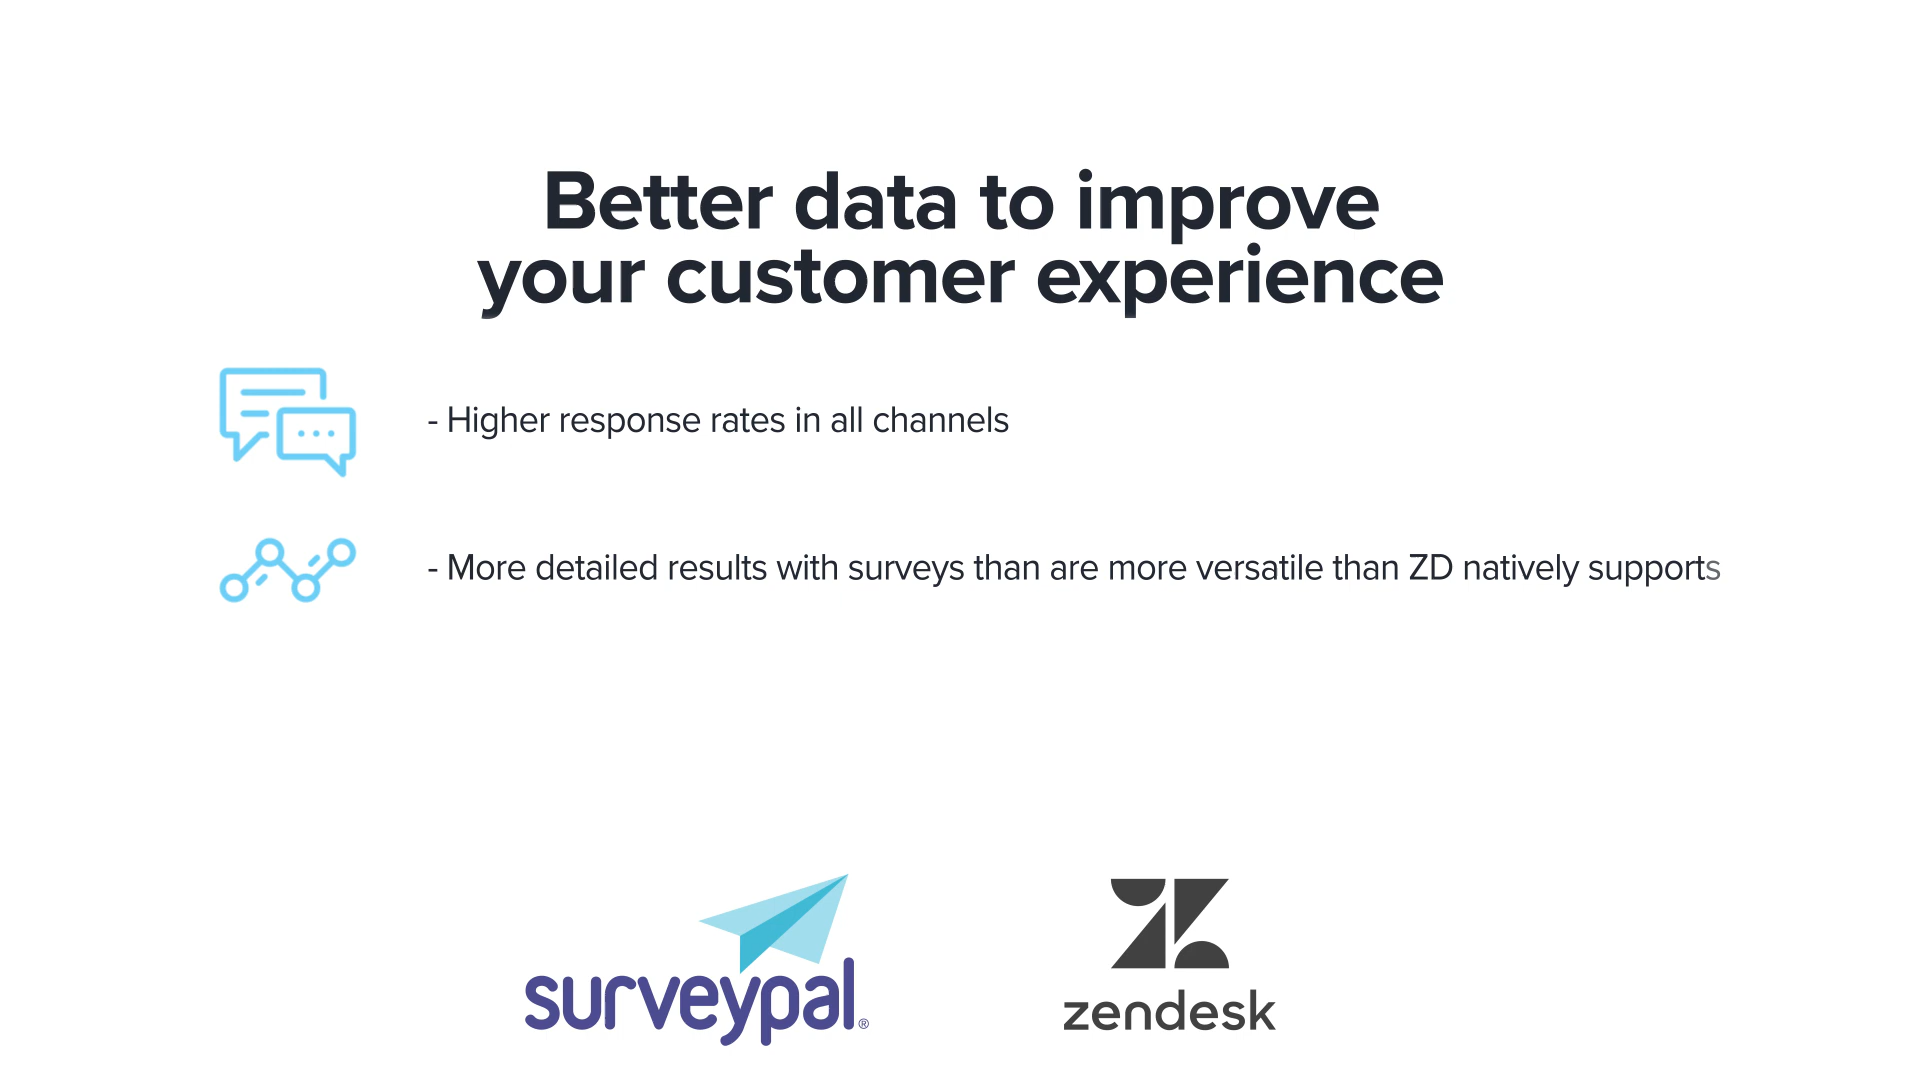 Better data to improve
your customer experience
- Higher response rates in all channels
- More detailed results with surveys than are more versatile than ZD natively supports
surveypal®
zendesk